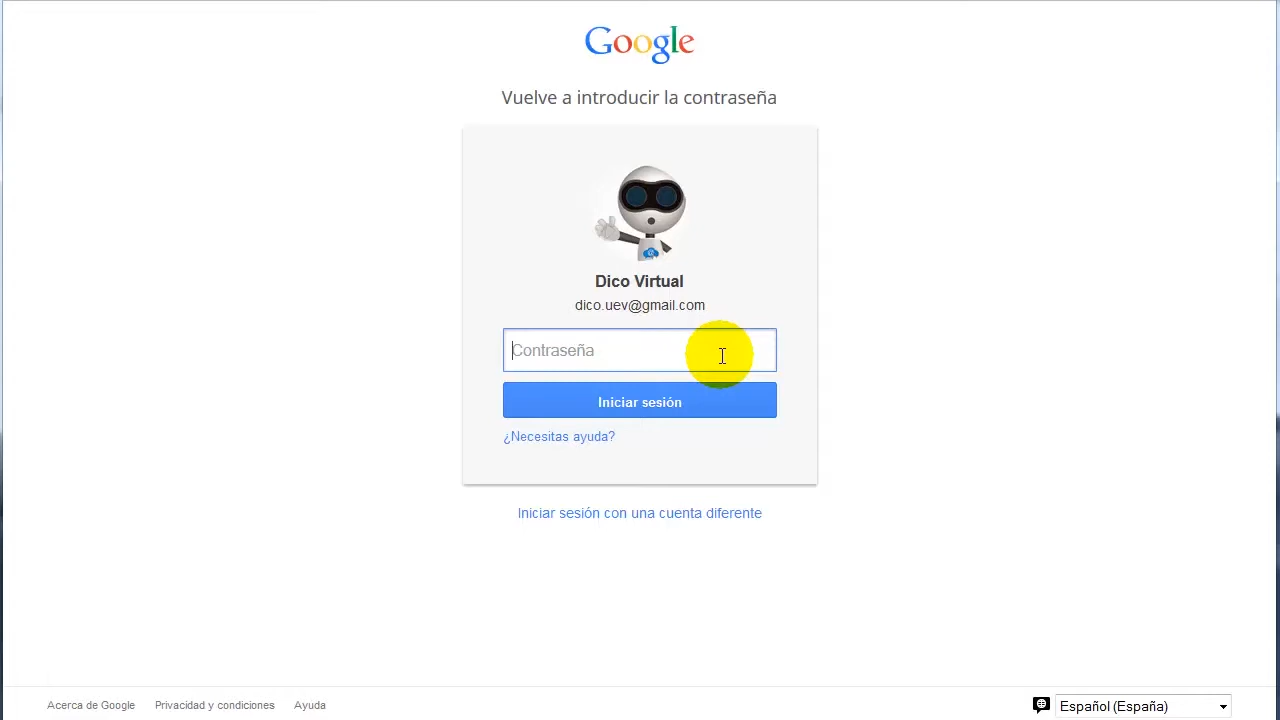 Google
Vuelve a introducir la contraseña
Dico Virtual
dico.uev@gmail.com
Contraseña
Iniciar sesión
¿Necesitas ayuda?
Iniciar sesión con una cuenta diferente
Acerca de Google Privacidad y condiciones Ayuda Español (España)